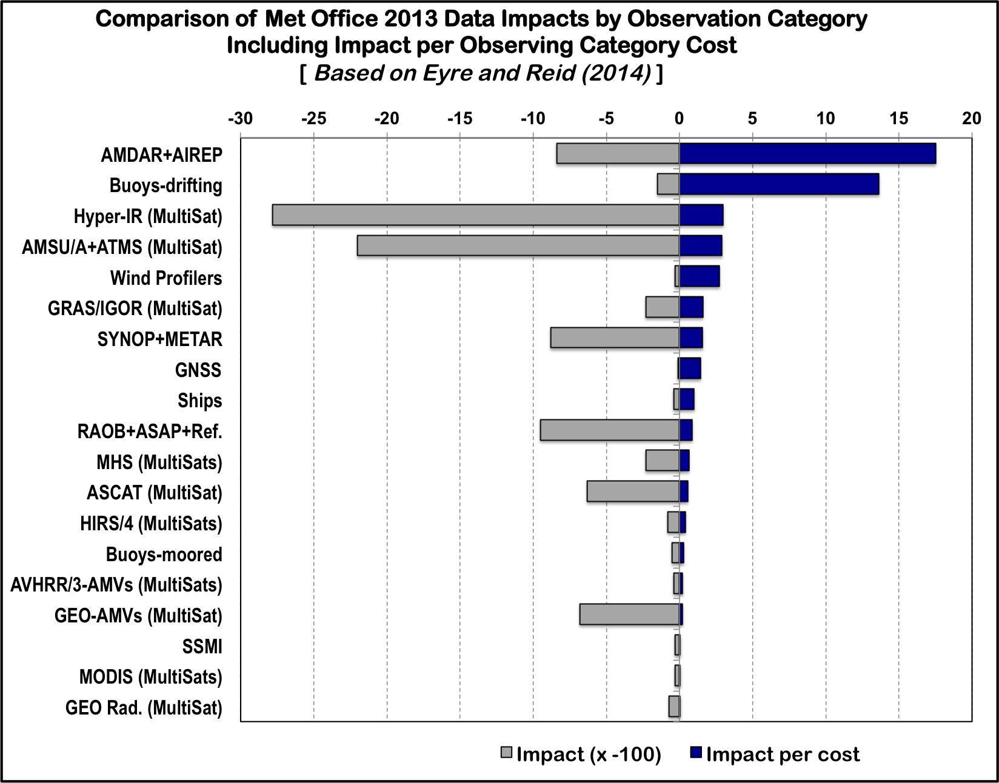 Comparison of Met Office 2013 Data Impacts by Observation Category
Including Impact per Observing Category Cost
[ Based on Eyre and Reid (2014) ]
-30 -25 -20 -15 -10 -5 0 5 10 15 20
AMDAR+AIREP
Buoys-drifting
Hyper-IR (MultiSat)
AMSU/A+ATMS (MultiSat)
Wind Profilers
GRAS/IGOR (MultiSat)
SYNOP+METAR
GNSS
Ships
RAOB+ASAP+Ref.
MHS (MultiSats)
ASCAT (MultiSat)
HIRS/4 (MultiSats)
Buoys-moored
AVHRR/3-AMVs (MultiSats)
GEO-AMVs (MultiSat)
SSMI
MODIS (MultiSats)
GEO Rad. (MultiSat)
Impact (x -100) Impact per cost